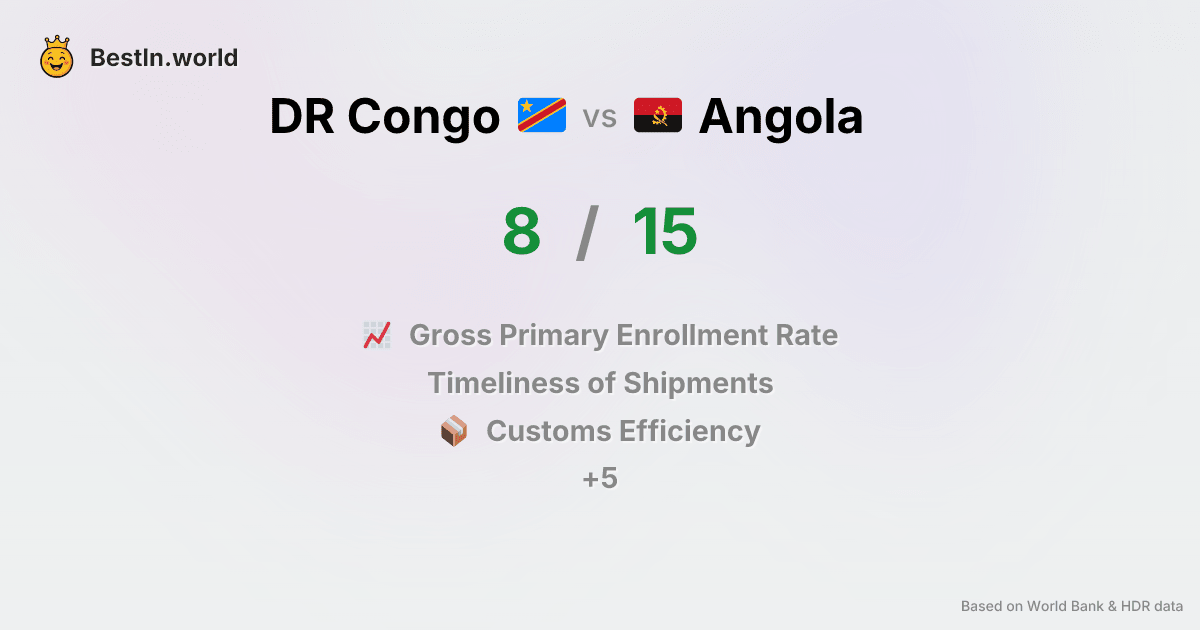 BestIn.world
DR Congo vs Angola
8 / 15
Gross Primary Enrollment Rate
Timeliness of Shipments
Customs Efficiency
+5
Based on World Bank & HDR data